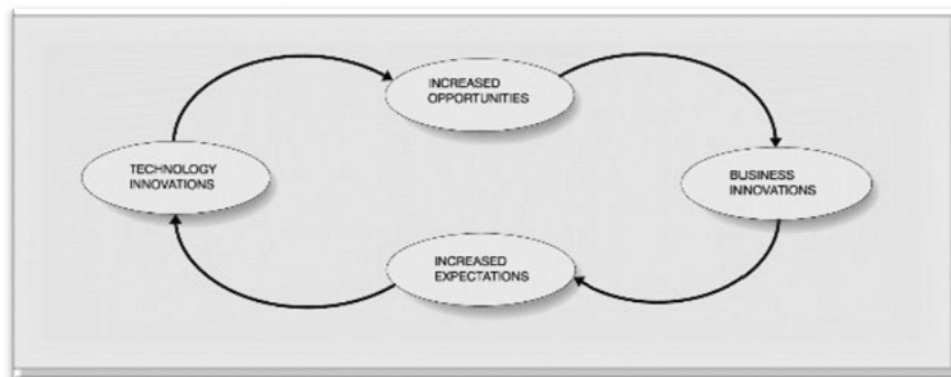 INCREASED
OPPORTUNITIES
TECHNOLOGY
INNOVATIONS
BUSINESS
INNOVATIONS
INCREASED
EXPECTATIONS